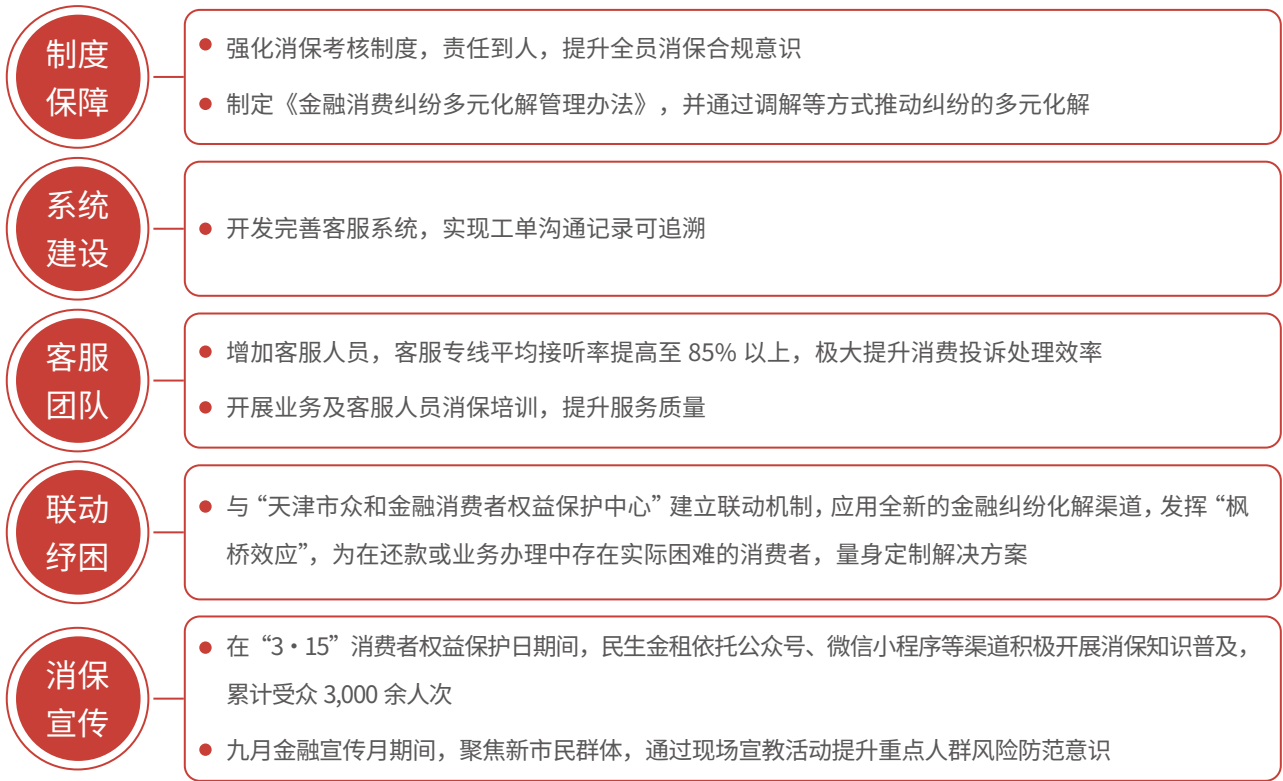 制度
保障
强化消保考核制度，责任到人，提升全员消保合规意识
制定《金融消费纠纷多元化解管理办法》，并通过调解等方式推动纠纷的多元化解
系统
建设
开发完善客服系统，实现工单沟通记录可追溯
客服
团队
增加客服人员，客服专线平均接听率提高至 85% 以上，极大提升消费投诉处理效率
开展业务及客服人员消保培训，提升服务质量
联动
纾困
与“天津市众和金融消费者权益保护中心”建立联动机制，应用全新的金融纠纷化解渠道，发挥“枫
桥效应”，为在还款或业务办理中存在实际困难的消费者，量身定制解决方案
消保
宣传
在“3·15”消费者权益保护日期间，民生金租依托公众号、微信小程序等渠道积极开展消保知识普及，
累计受众 3,000 余人次
九月金融宣传月期间，聚焦新市民群体，通过现场宣教活动提升重点人群风险防范意识